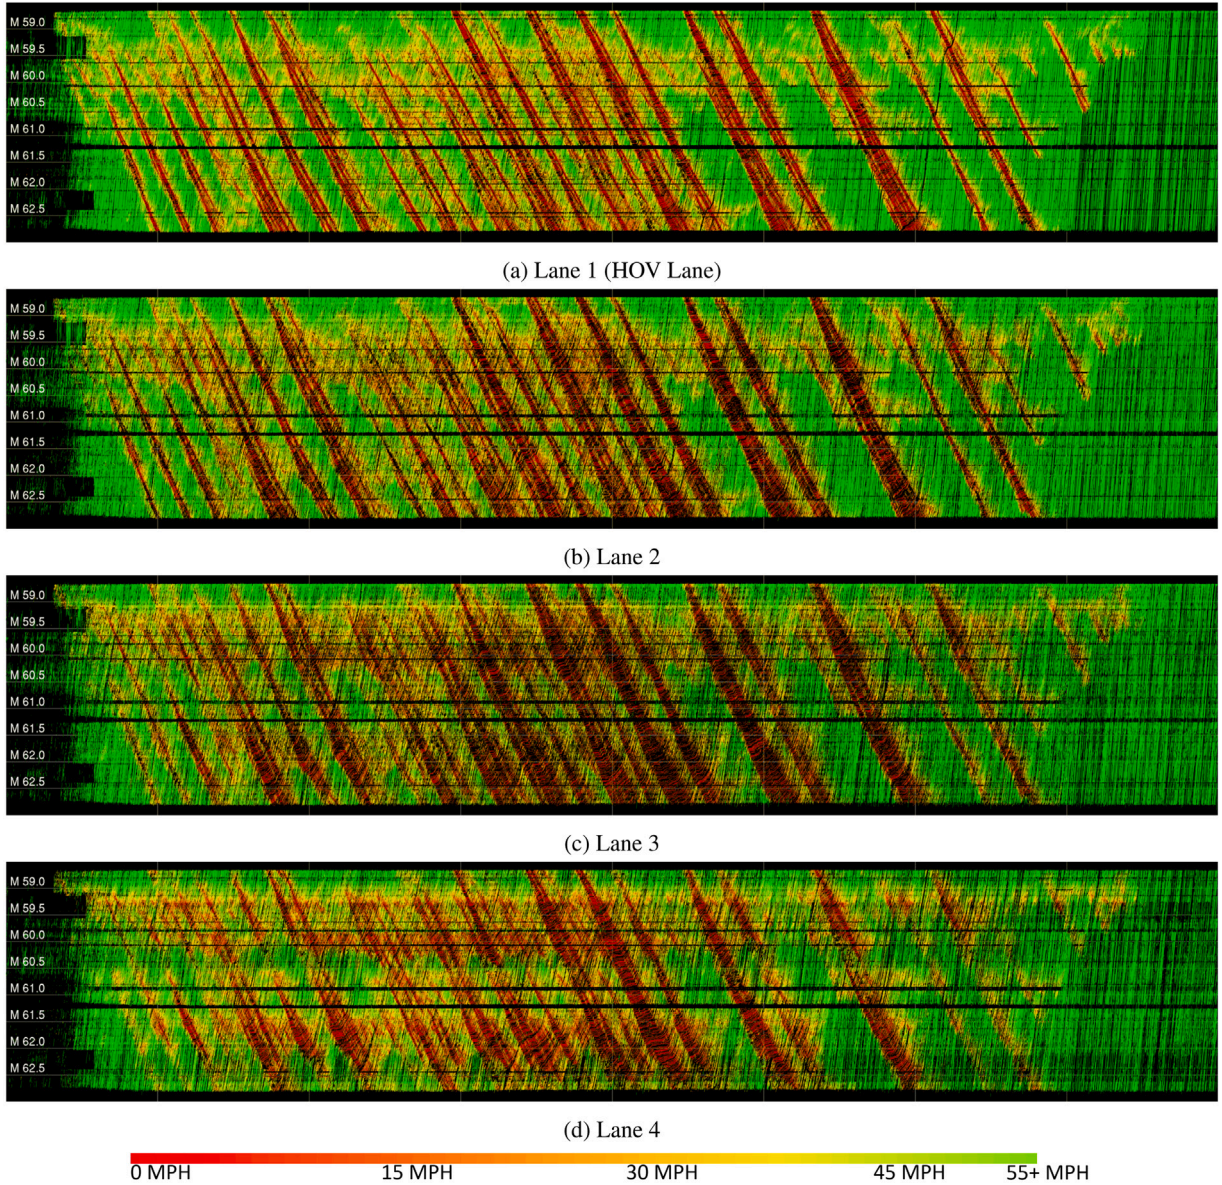 M 59.0
M 59.5
M 60.0
M 60.5
M 61.0
M 61.5
M 62.0
M 62.5
(a) Lane 1 (HOV Lane)
M 59.0
M 59.5
M 60.0
M 60.5
M 61.0
M 61.5
M 62.0
M 62.5
(b) Lane 2
M 59.0
M 59.5
M 60.0
M 60.5
M 61.0
M 61.5
M 62.0
M 62.5
(c) Lane 3
M 59.0
M 59.5
M 60.0
M 60.5
M 61.0
M 61.5
M 62.0
M 62.5
(d) Lane 4
0 MPH 15 MPH 30 MPH 45 MPH 55+ MPH